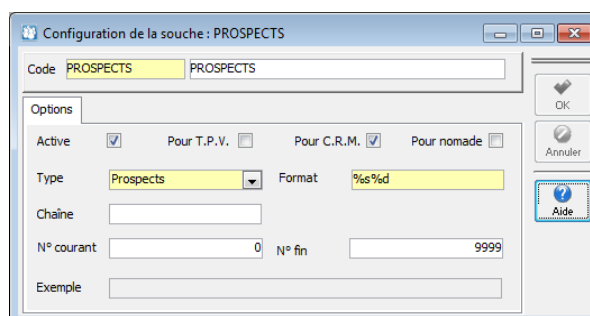 Configuration de la souche : PROSPECTS
Code PROSPECTS PROSPECTS
OK
Options
Active Pour T.P.V. Pour C.R.M. Pour nomade
Annuler
Type Prospects Format %s%d
Aide
Chaîne
N° courant 0 N° fin 9999
Exemple